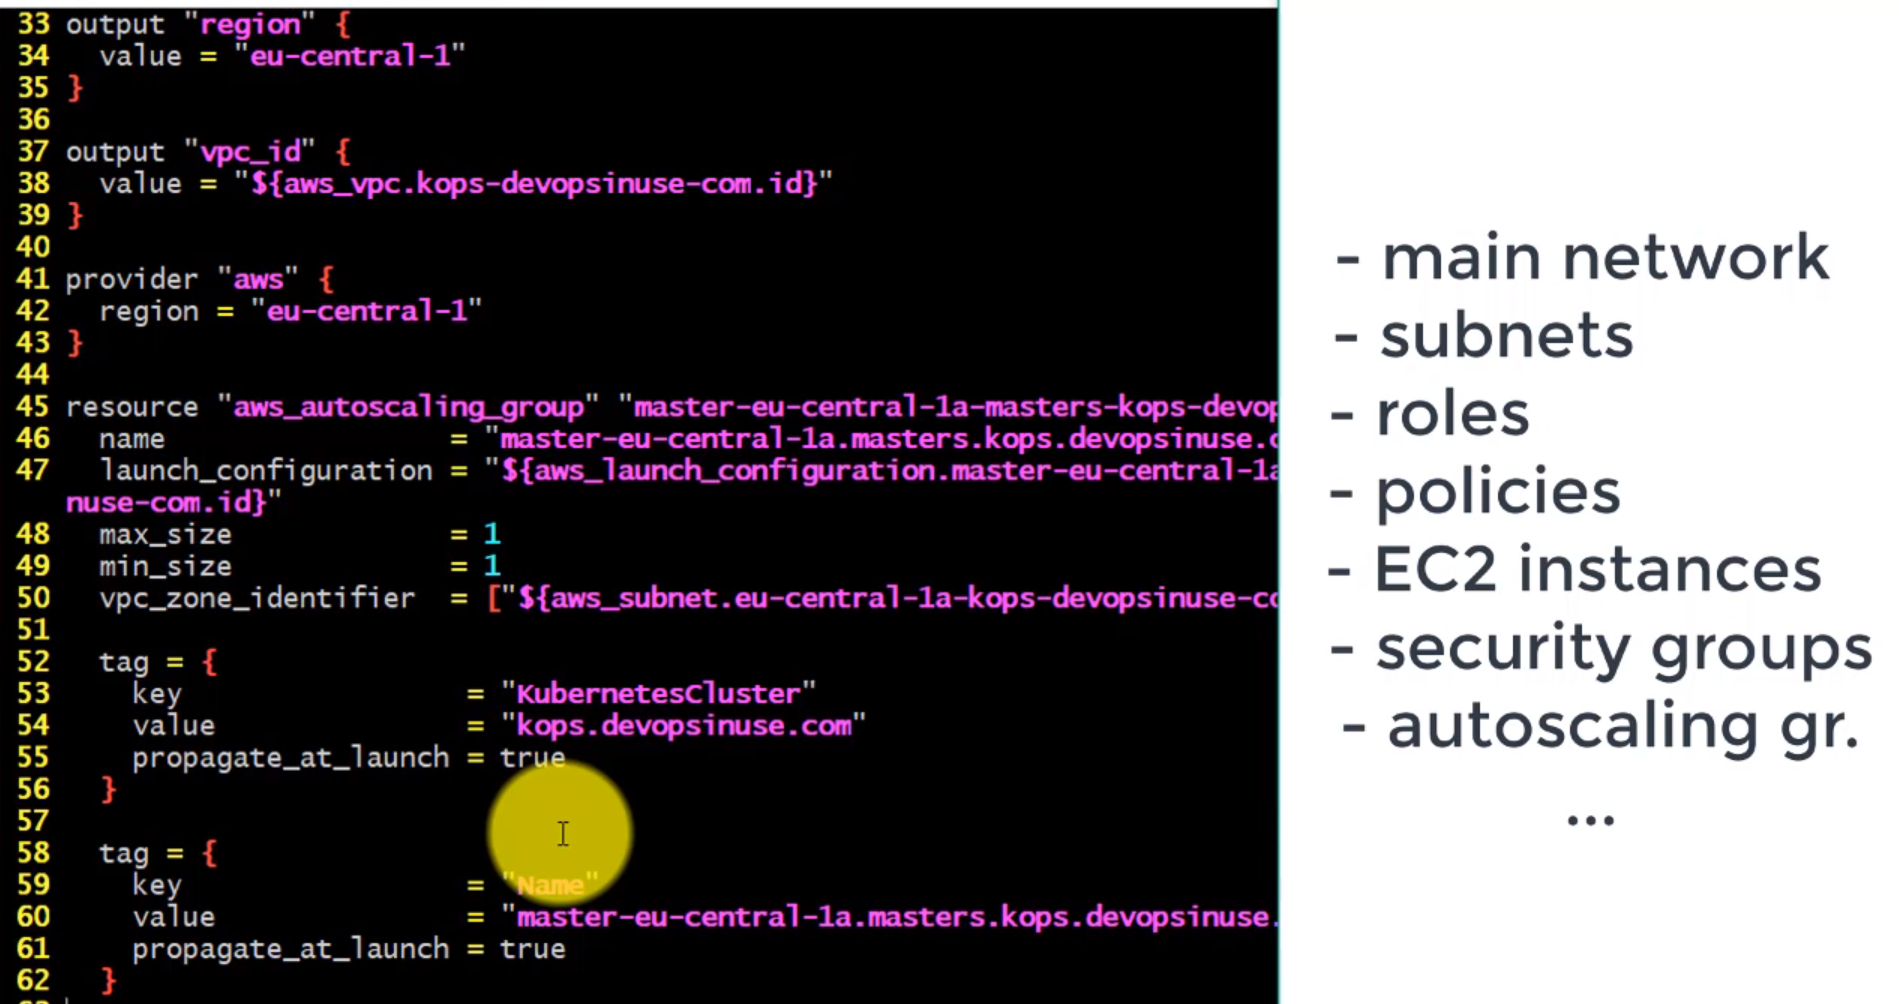 33 output "region" {
34   value = "eu-central-1"
35 }
36
37 output "vpc_id" {
38   value = "${aws_vpc.kops-devopsinuse-com.id}"
39 }
40
41 provider "aws" {
42   region = "eu-central-1"
43 }
44
45 resource "aws_autoscaling_group" "master-eu-central-1a-masters-kops-devop
46   name                 = "master-eu-central-1a.masters.kops.devopsinuse.c
47   launch_configuration = "${aws_launch_configuration.master-eu-central-1a
nuse-com.id}"
48   max_size             = 1
49   min_size             = 1
50   vpc_zone_identifier  = ["${aws_subnet.eu-central-1a-kops-devopsinuse-co
51
52   tag = {
53     key                 = "KubernetesCluster"
54     value               = "kops.devopsinuse.com"
55     propagate_at_launch = true
56   }
57
58   tag = {
59     key                 = "Name"
60     value               = "master-eu-central-1a.masters.kops.devopsinuse.
61     propagate_at_launch = true
62   }
- main network
- subnets
- roles
- policies
- EC2 instances
- security groups
- autoscaling gr.
...